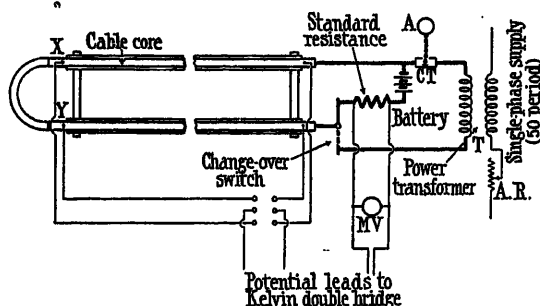 X
Cable core
Standard
resistance
A.
CT
Y
Battery
Change-over
switch
Power
transformer
T
Single-phase supply
(50 period)
A.R.
MV
Potential leads to
Kelvin double bridge